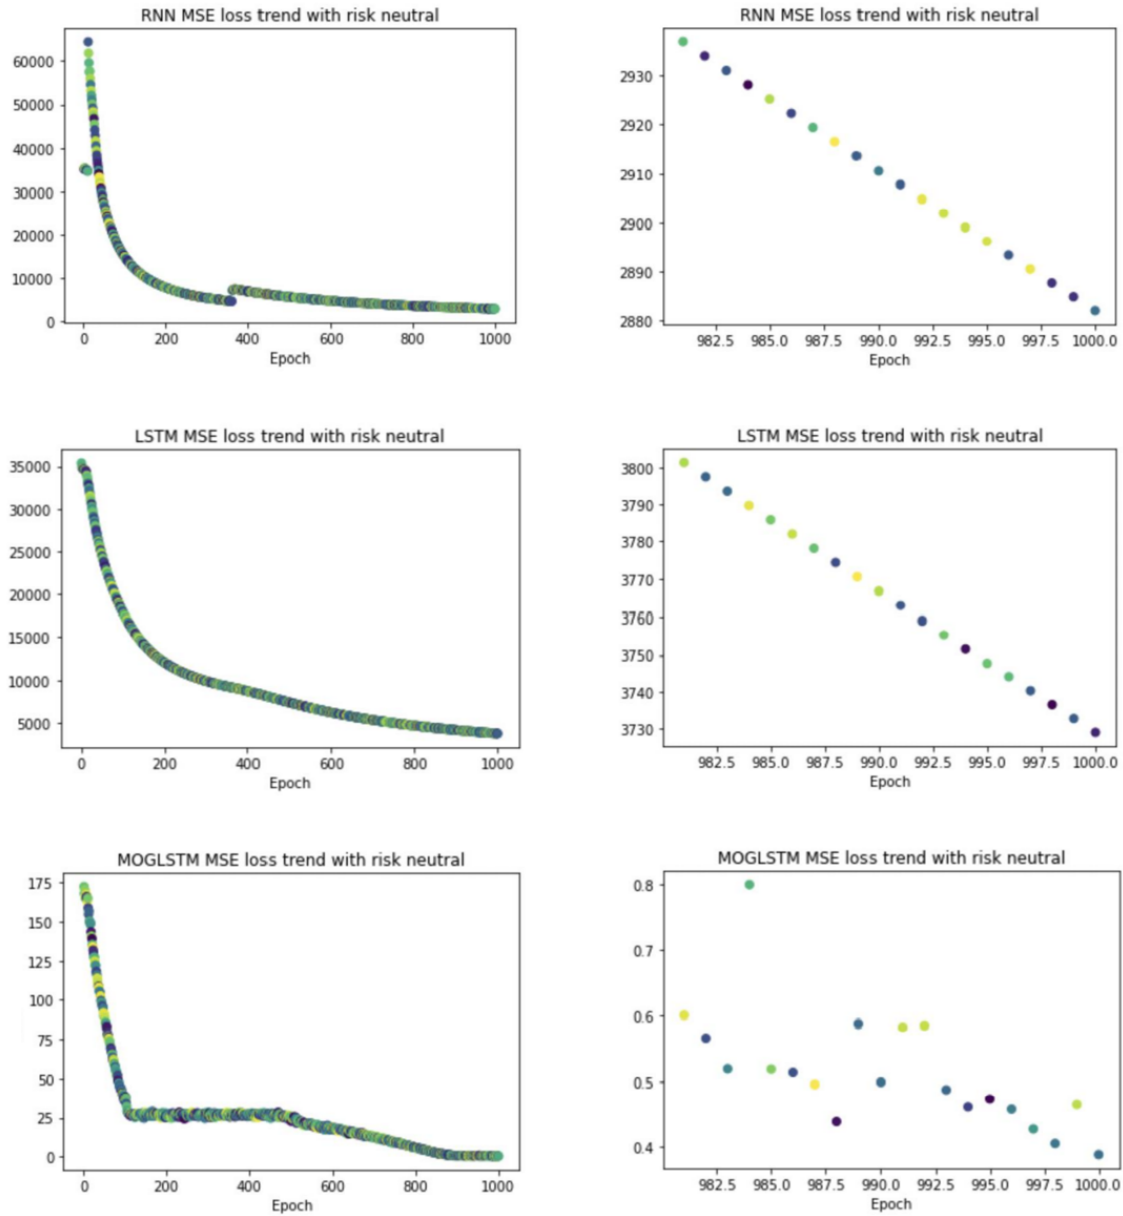 RNN MSE loss trend with risk neutral
60000
50000
40000
30000
20000
10000
0
0 200 400 600 800 1000
Epoch
RNN MSE loss trend with risk neutral
2930
2920
2910
2900
2890
2880
982.5 985.0 987.5 990.0 992.5 995.0 997.5 1000.0
Epoch
LSTM MSE loss trend with risk neutral
35000
30000
25000
20000
15000
10000
5000
0 200 400 600 800 1000
Epoch
LSTM MSE loss trend with risk neutral
3800
3790
3780
3770
3760
3750
3740
3730
982.5 985.0 987.5 990.0 992.5 995.0 997.5 1000.0
Epoch
MOGLSTM MSE loss trend with risk neutral
175
150
125
100
75
50
25
0
0 200 400 600 800 1000
Epoch
MOGLSTM MSE loss trend with risk neutral
0.8
0.7
0.6
0.5
0.4
982.5 985.0 987.5 990.0 992.5 995.0 997.5 1000.0
Epoch